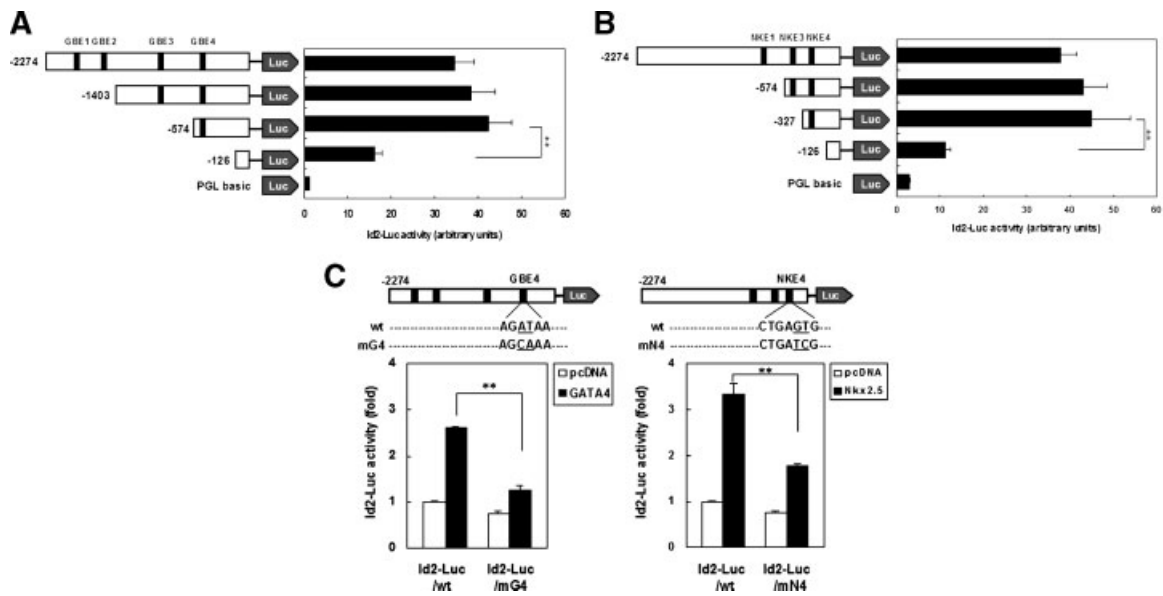 A
GBE1 GBE2 GBE3 GBE4
-2274
Luc
-1403
Luc
-574
Luc
-126
Luc
PGL basic
Luc
**
0 10 20 30 40 50 60
Id2-Luc activity (arbitrary units)
B
NKE1 NKE3 NKE4
-2274
Luc
-574
Luc
-327
Luc
-126
Luc
PGL basic
Luc
**
0 10 20 30 40 50 60
Id2-Luc activity (arbitrary units)
C
-2274 GBE4
Luc
wt AGATAA
mG4 AGCAAA
pcDNA
GATA4
**
Id2-Luc activity (fold)
4
3
2
1
0
Id2-Luc /wt
Id2-Luc /mG4
-2274 NKE4
Luc
wt CTGAGTG
mN4 CTGATCG
pcDNA
Nkx2.5
**
Id2-Luc activity (fold)
4
3
2
1
0
Id2-Luc /wt
Id2-Luc /mN4